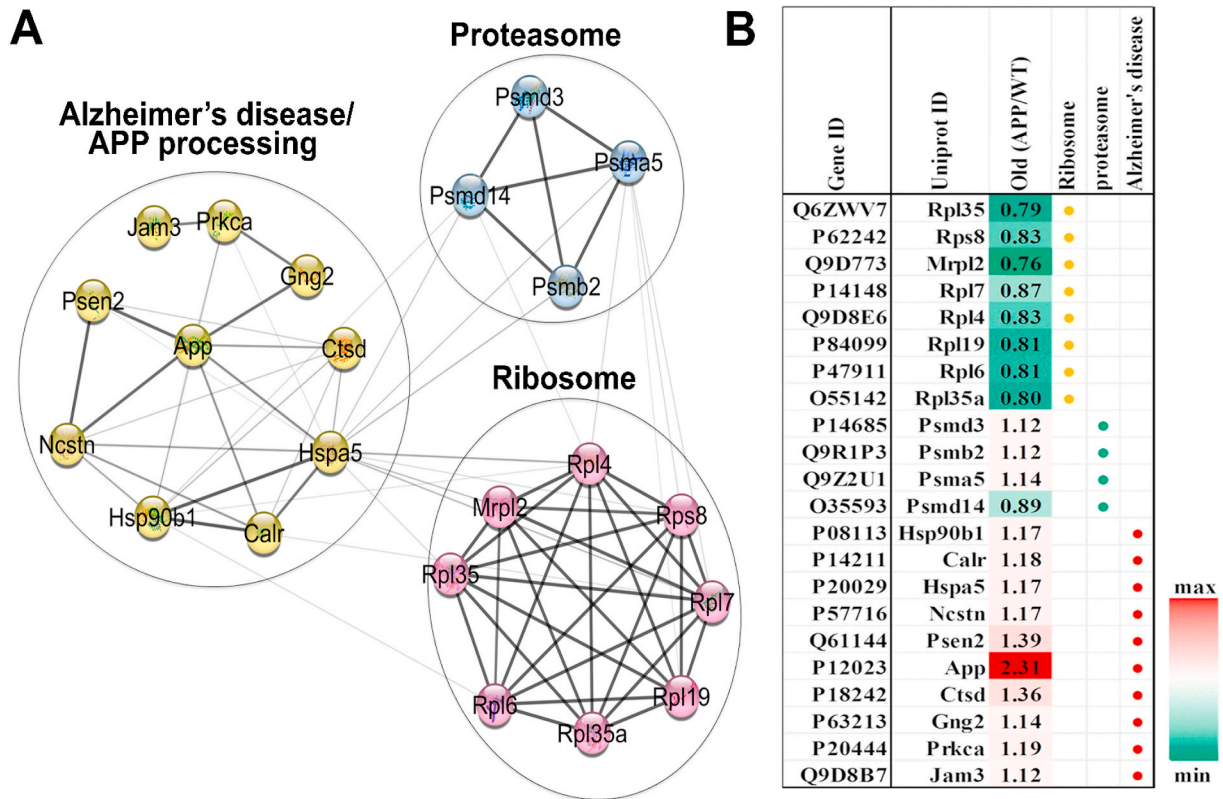 A
Proteasome
Psmd3
Psma5
Psmd14
Psmb2
Alzheimer's disease/
APP processing
Jam3
Prkca
Gng2
Psen2
App
Ctsd
Ncstn
Hspa5
Hsp90b1
Calr
Ribosome
Rpl4
Mrpl2
Rps8
Rpl35
Rpl7
Rpl6
Rpl19
Rpl35a
B
Gene ID Uniprot ID Old (APP/WT) Ribosome proteasome Alzheimer's disease
Q6ZWV7 Rpl35 0.79
P62242 Rps8 0.83
Q9D773 Mrpl2 0.76
P14148 Rpl7 0.87
Q9D8E6 Rpl4 0.83
P84099 Rpl19 0.81
P47911 Rpl6 0.81
O55142 Rpl35a 0.80
P14685 Psmd3 1.12
Q9R1P3 Psmb2 1.12
Q9Z2U1 Psma5 1.14
O35593 Psmd14 0.89
P08113 Hsp90b1 1.17
P14211 Calr 1.18
P20029 Hspa5 1.17
P57716 Ncstn 1.17
Q61144 Psen2 1.39
P12023 App 2.31
P18242 Ctsd 1.36
P63213 Gng2 1.14
P20444 Prkca 1.19
Q9D8B7 Jam3 1.12
max
min